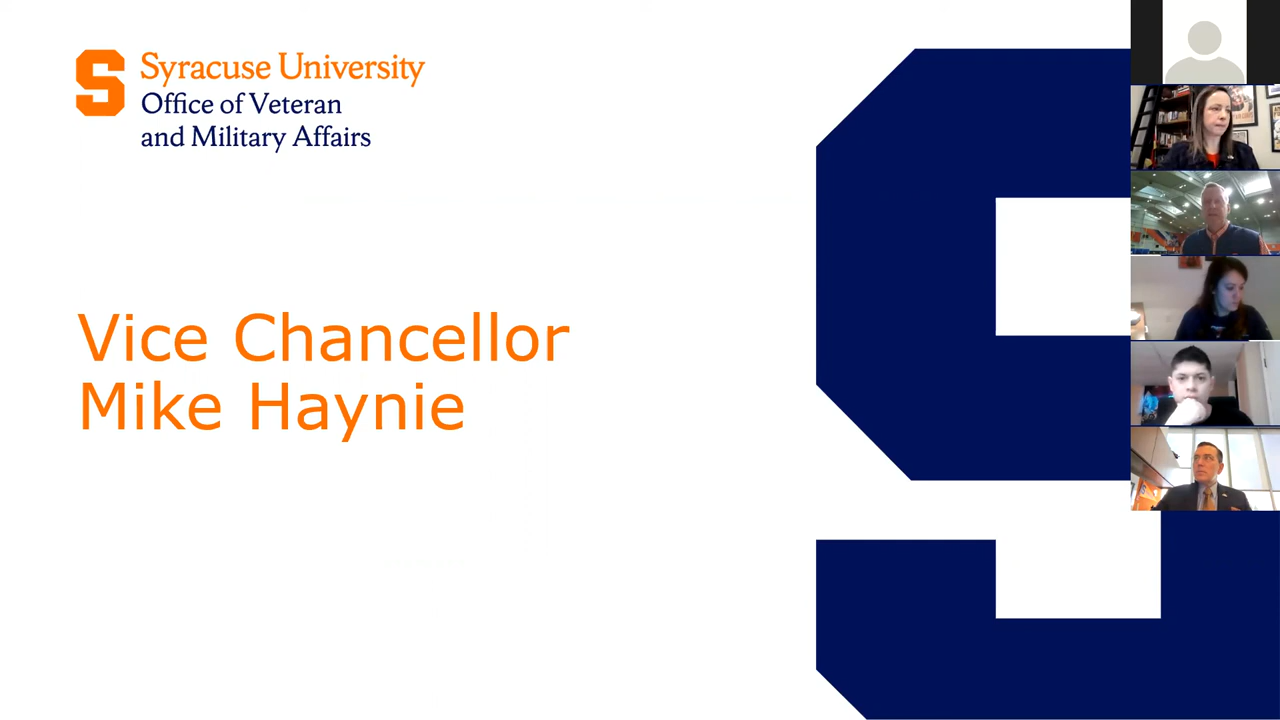 Syracuse University
Office of Veteran
and Military Affairs
Vice Chancellor
Mike Haynie